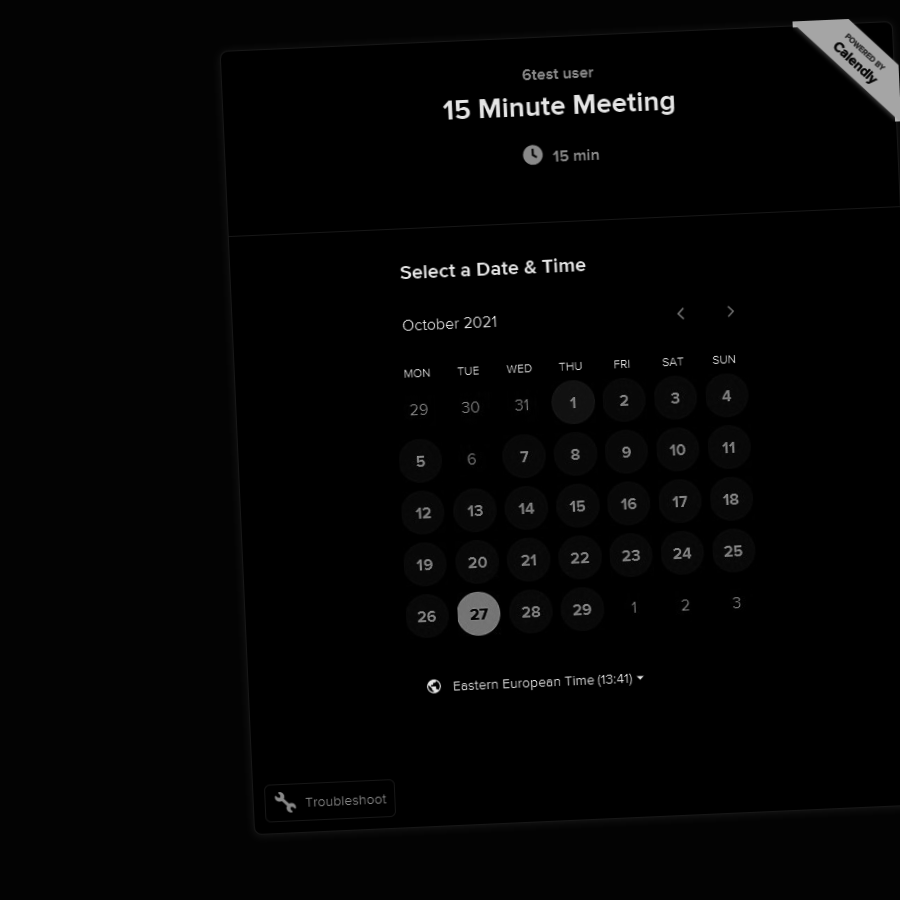 POWERED BY
Calendly
6test user
15 Minute Meeting
15 min
Select a Date & Time
October 2021
MON TUE WED THU FRI SAT SUN
29 30 31 1 2 3 4
5 6 7 8 9 10 11
12 13 14 15 16 17 18
19 20 21 22 23 24 25
26 27 28 29 1 2 3
Eastern European Time (13:41)
Troubleshoot